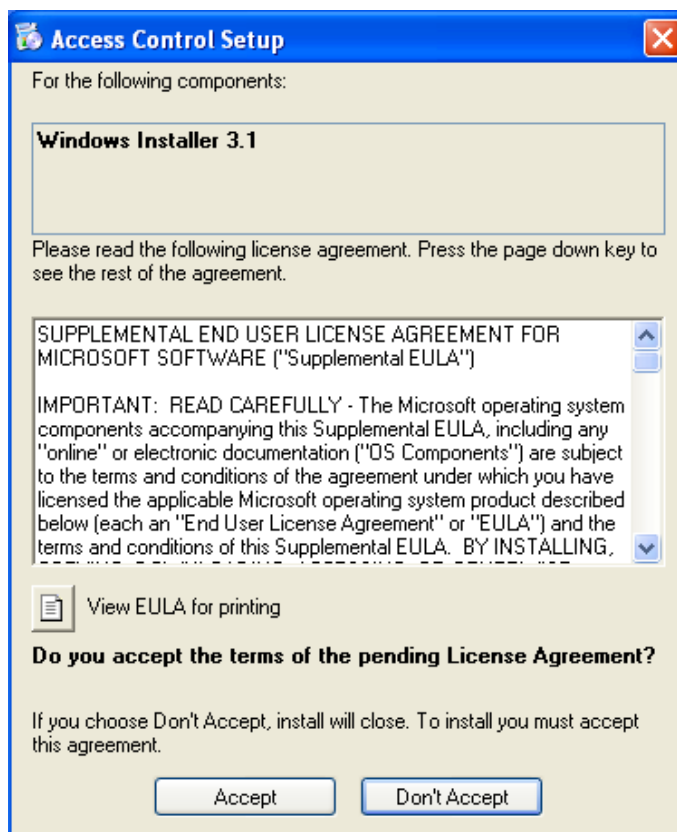 Access Control Setup
For the following components:
Windows Installer 3.1
Please read the following license agreement. Press the page down key to
see the rest of the agreement.
SUPPLEMENTAL END USER LICENSE AGREEMENT FOR
MICROSOFT SOFTWARE ("Supplemental EULA")
IMPORTANT:  READ CAREFULLY - The Microsoft operating system
components accompanying this Supplemental EULA, including any
"online" or electronic documentation ("OS Components") are subject
to the terms and conditions of the agreement under which you have
licensed the applicable Microsoft operating system product described
below (each an "End User License Agreement" or "EULA") and the
terms and conditions of this Supplemental EULA.  BY INSTALLING,
View EULA for printing
Do you accept the terms of the pending License Agreement?
If you choose Don't Accept, install will close. To install you must accept
this agreement.
Accept
Don't Accept